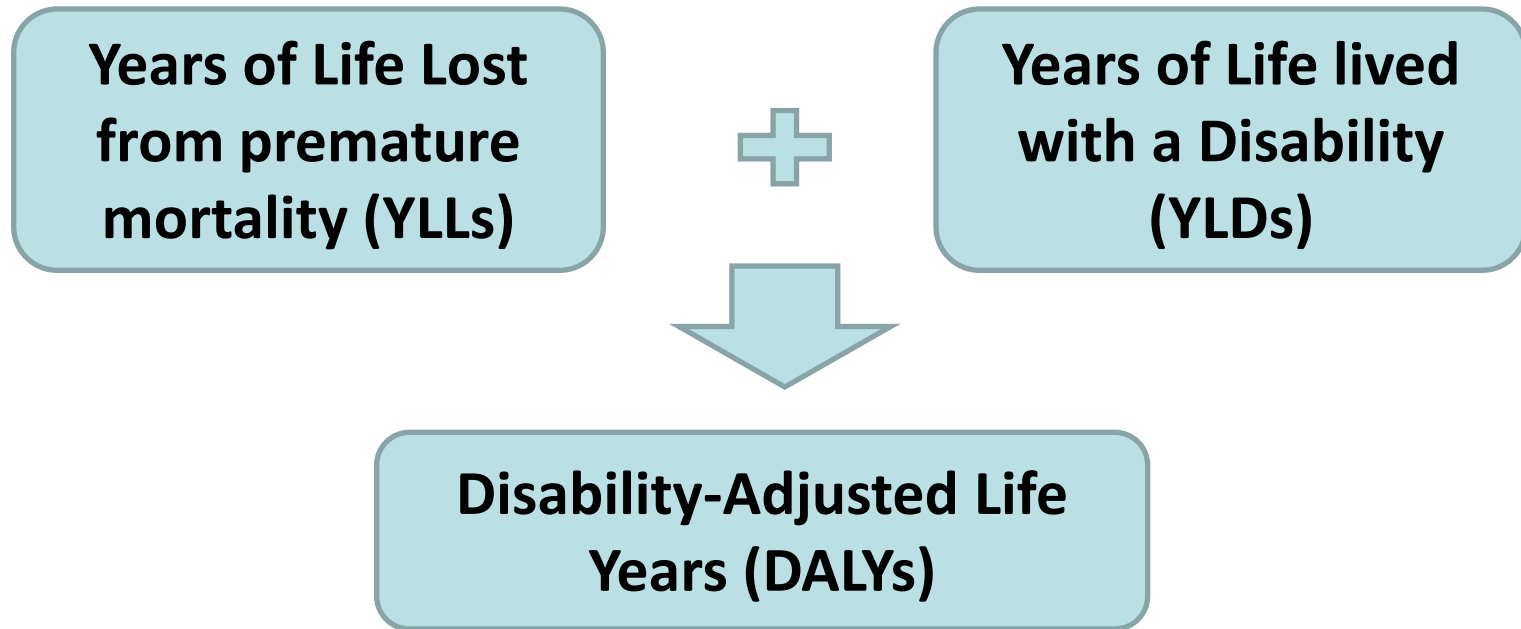 Years of Life Lost
from premature
mortality (YLLs)
Years of Life lived
with a Disability
(YLDs)
Disability-Adjusted Life
Years (DALYs)